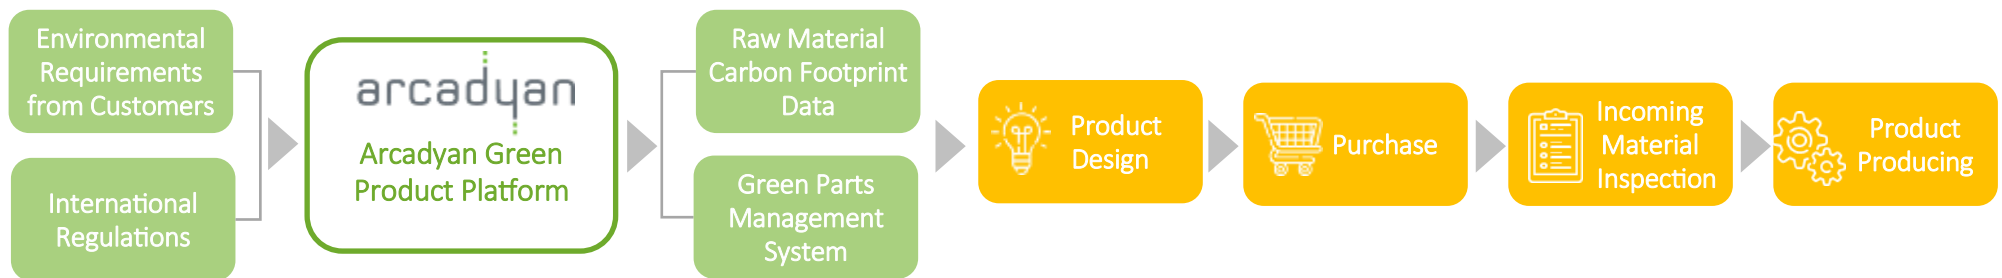 Environmental
Requirements
from Customers
International
Regulations
arcadyan
Arcadyan Green
Product Platform
Raw Material
Carbon Footprint
Data
Green Parts
Management
System
Product
Design
Purchase
Incoming
Material
Inspection
Product
Producing